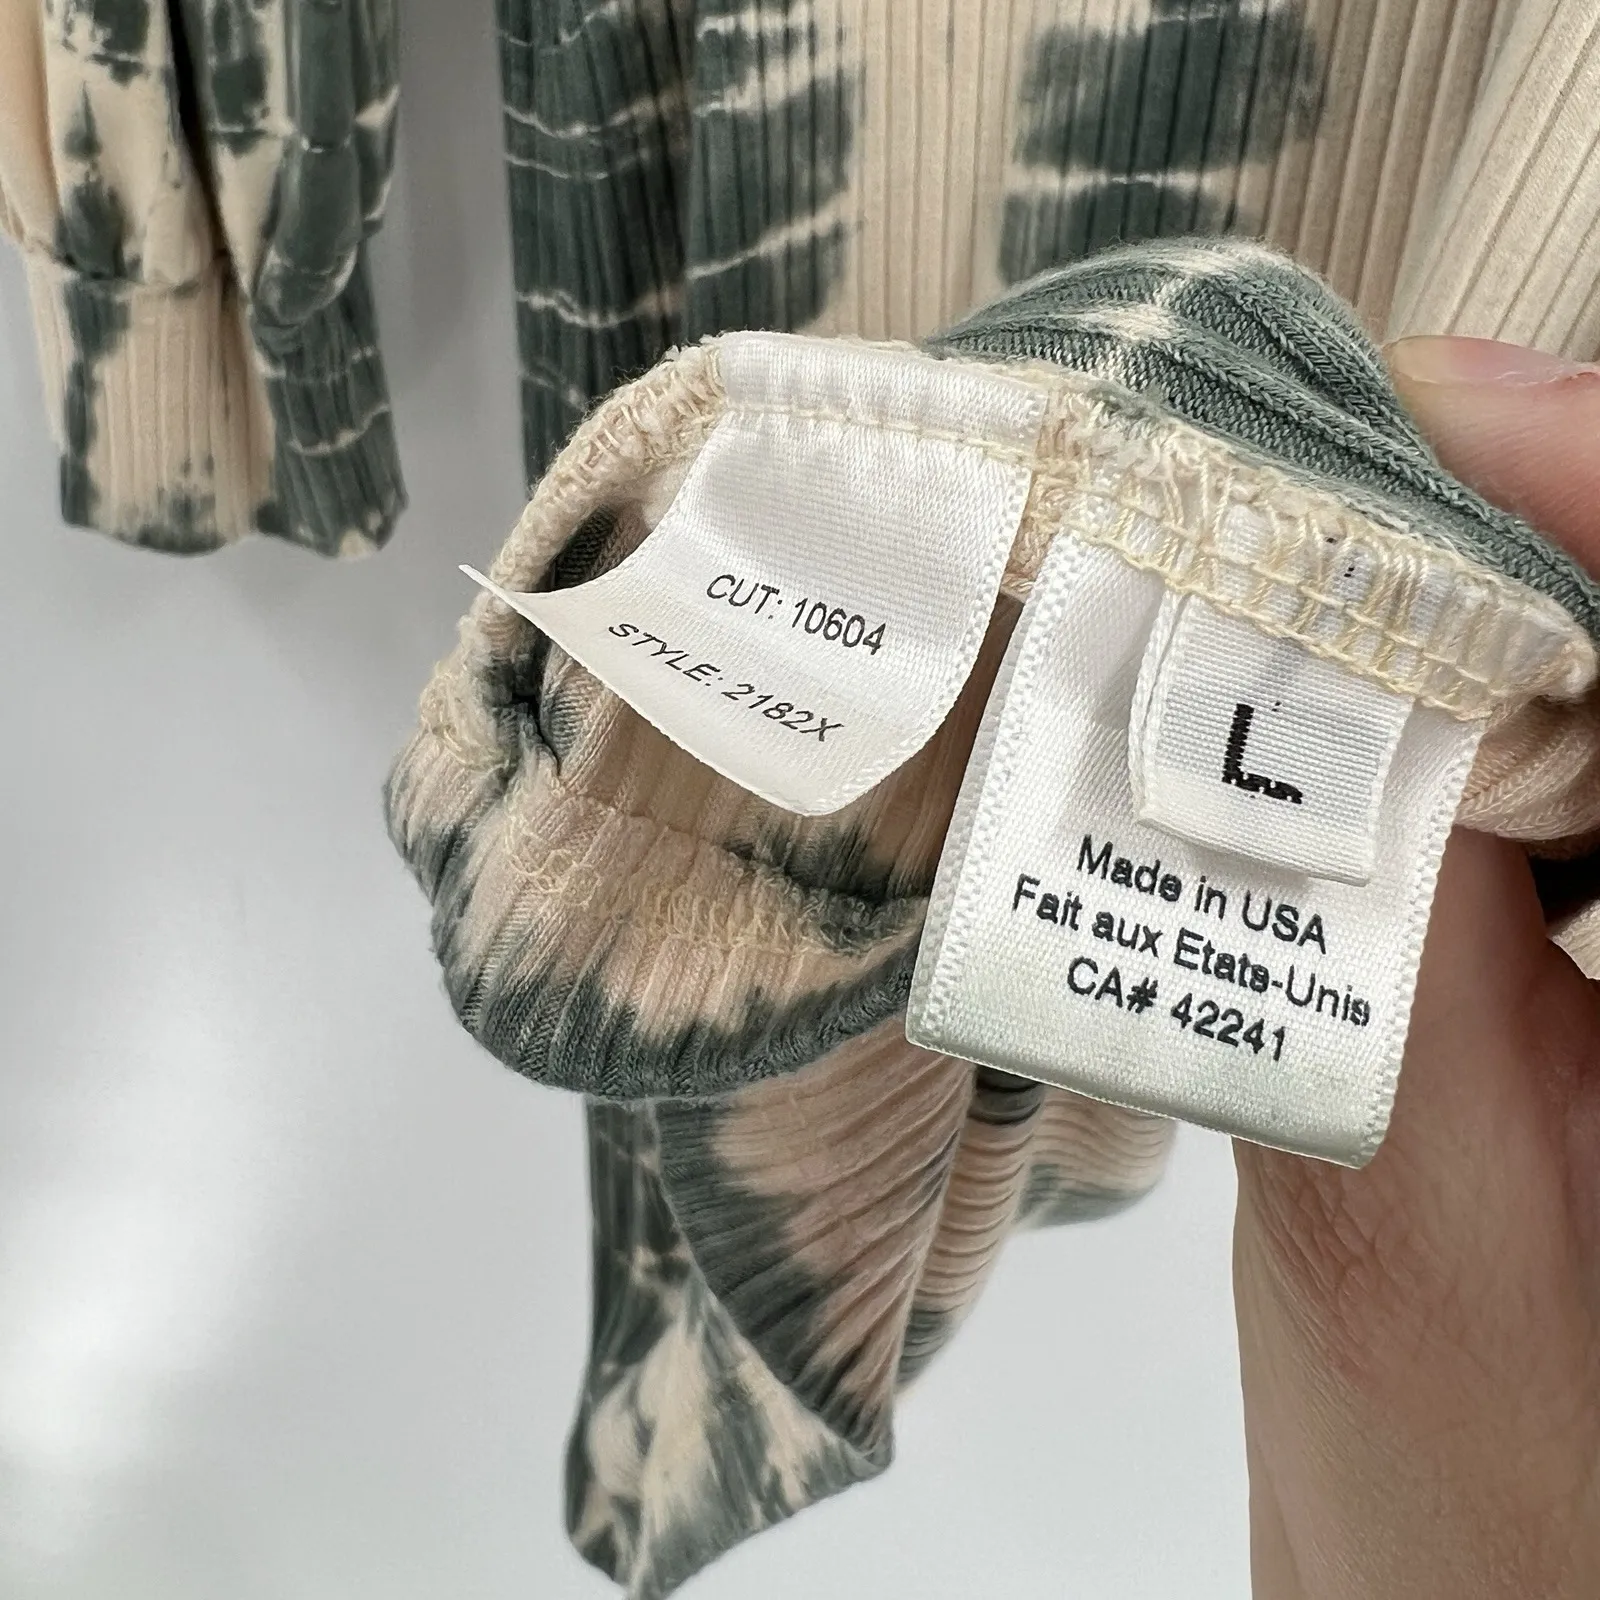 CUT: 10604
STYLE: 2182X
L
Made in USA
Fait aux Etats-Unis
CA# 42241